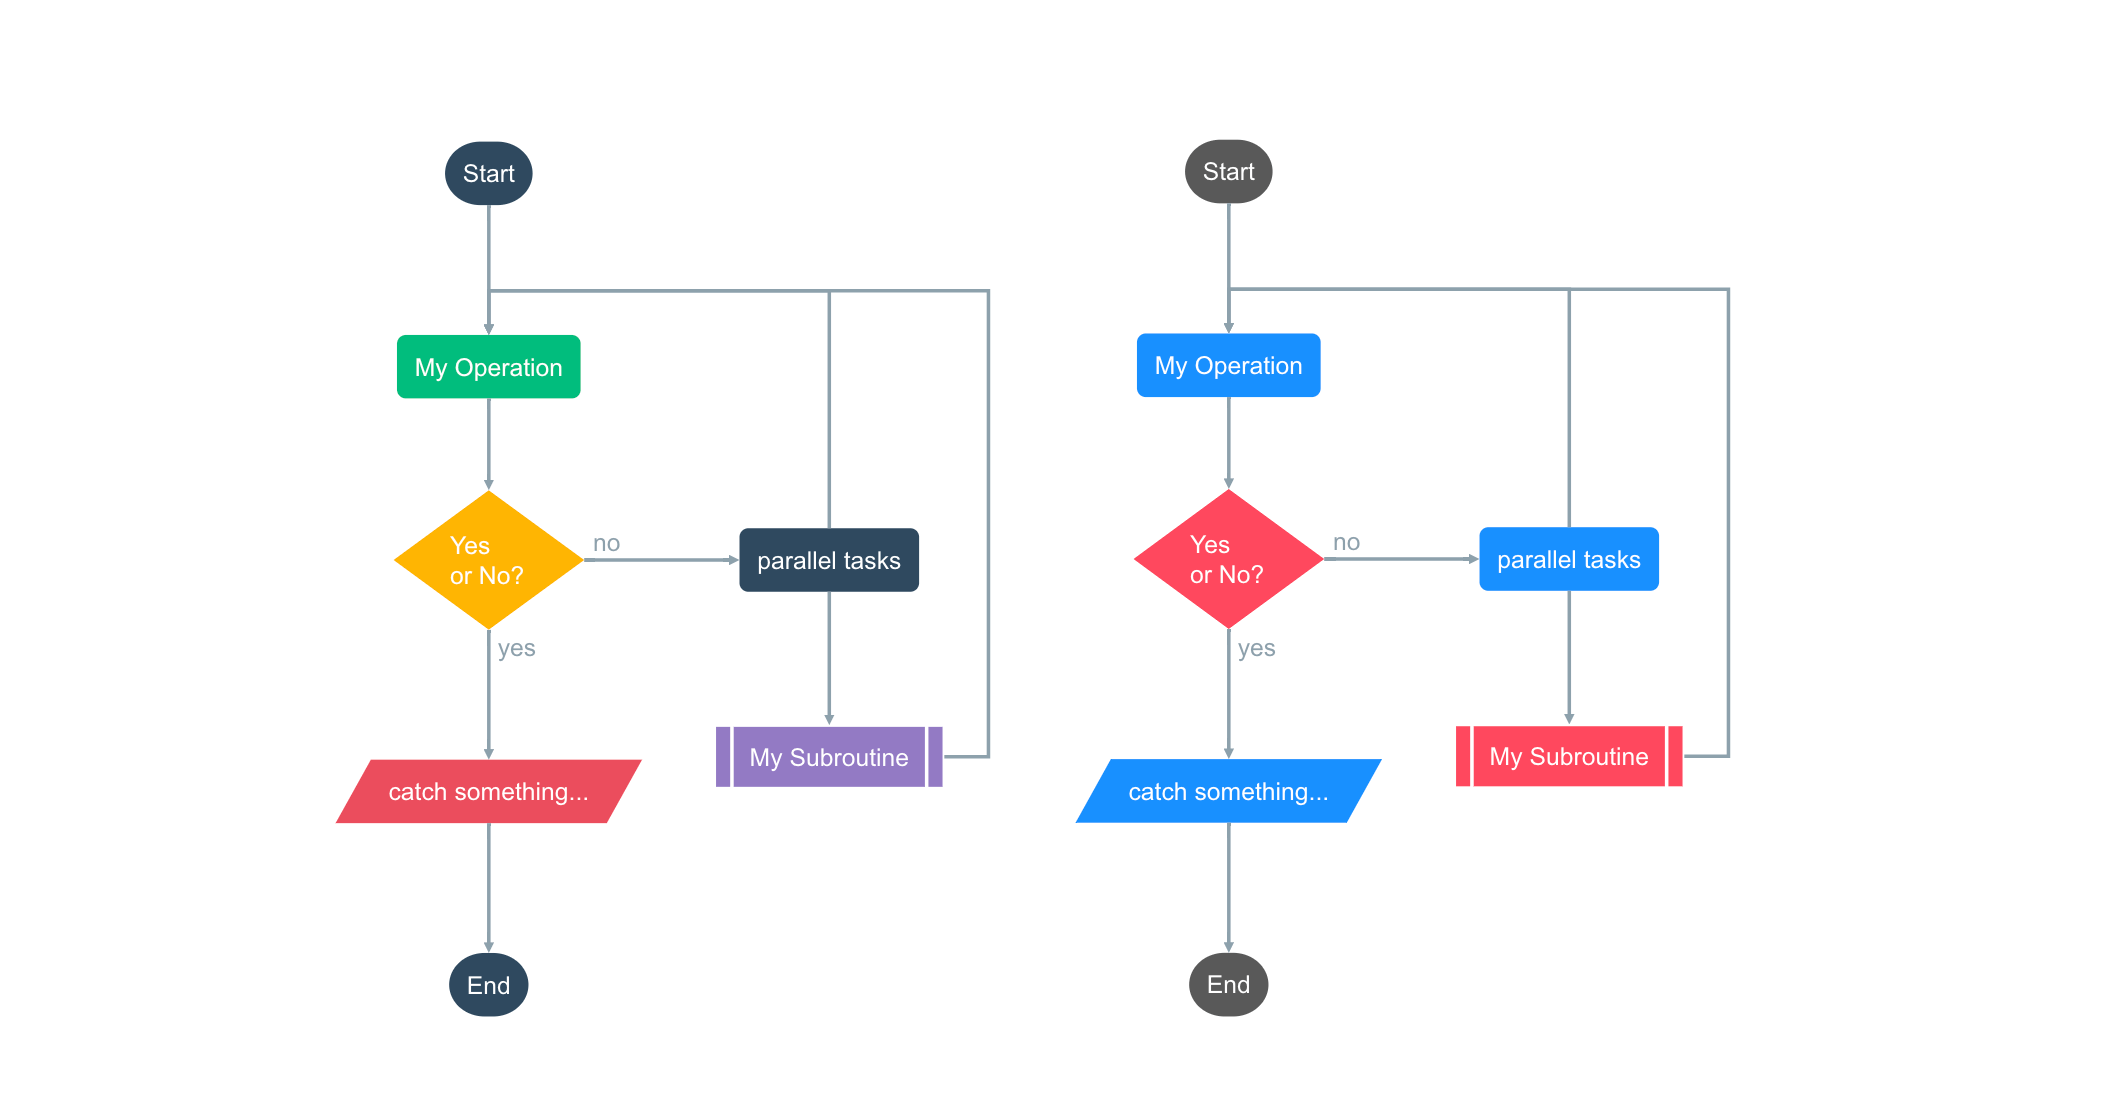 Start
My Operation
Yes
or No?
no
parallel tasks
yes
My Subroutine
catch something...
End
Start
My Operation
Yes
or No?
no
parallel tasks
yes
My Subroutine
catch something...
End